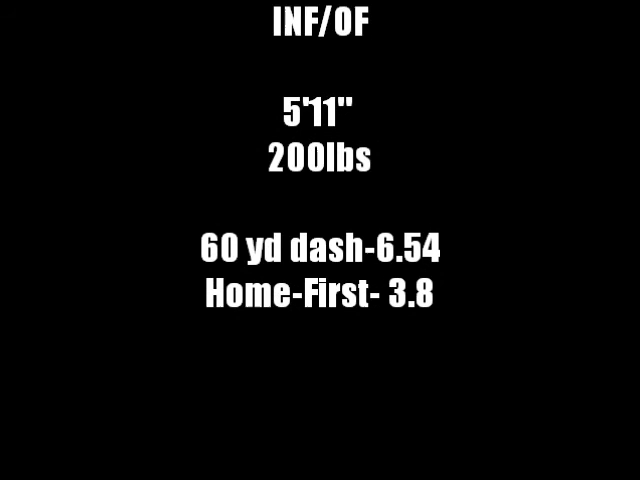 INF/OF
5'11"
200lbs
60 yd dash-6.54
Home-First- 3.8